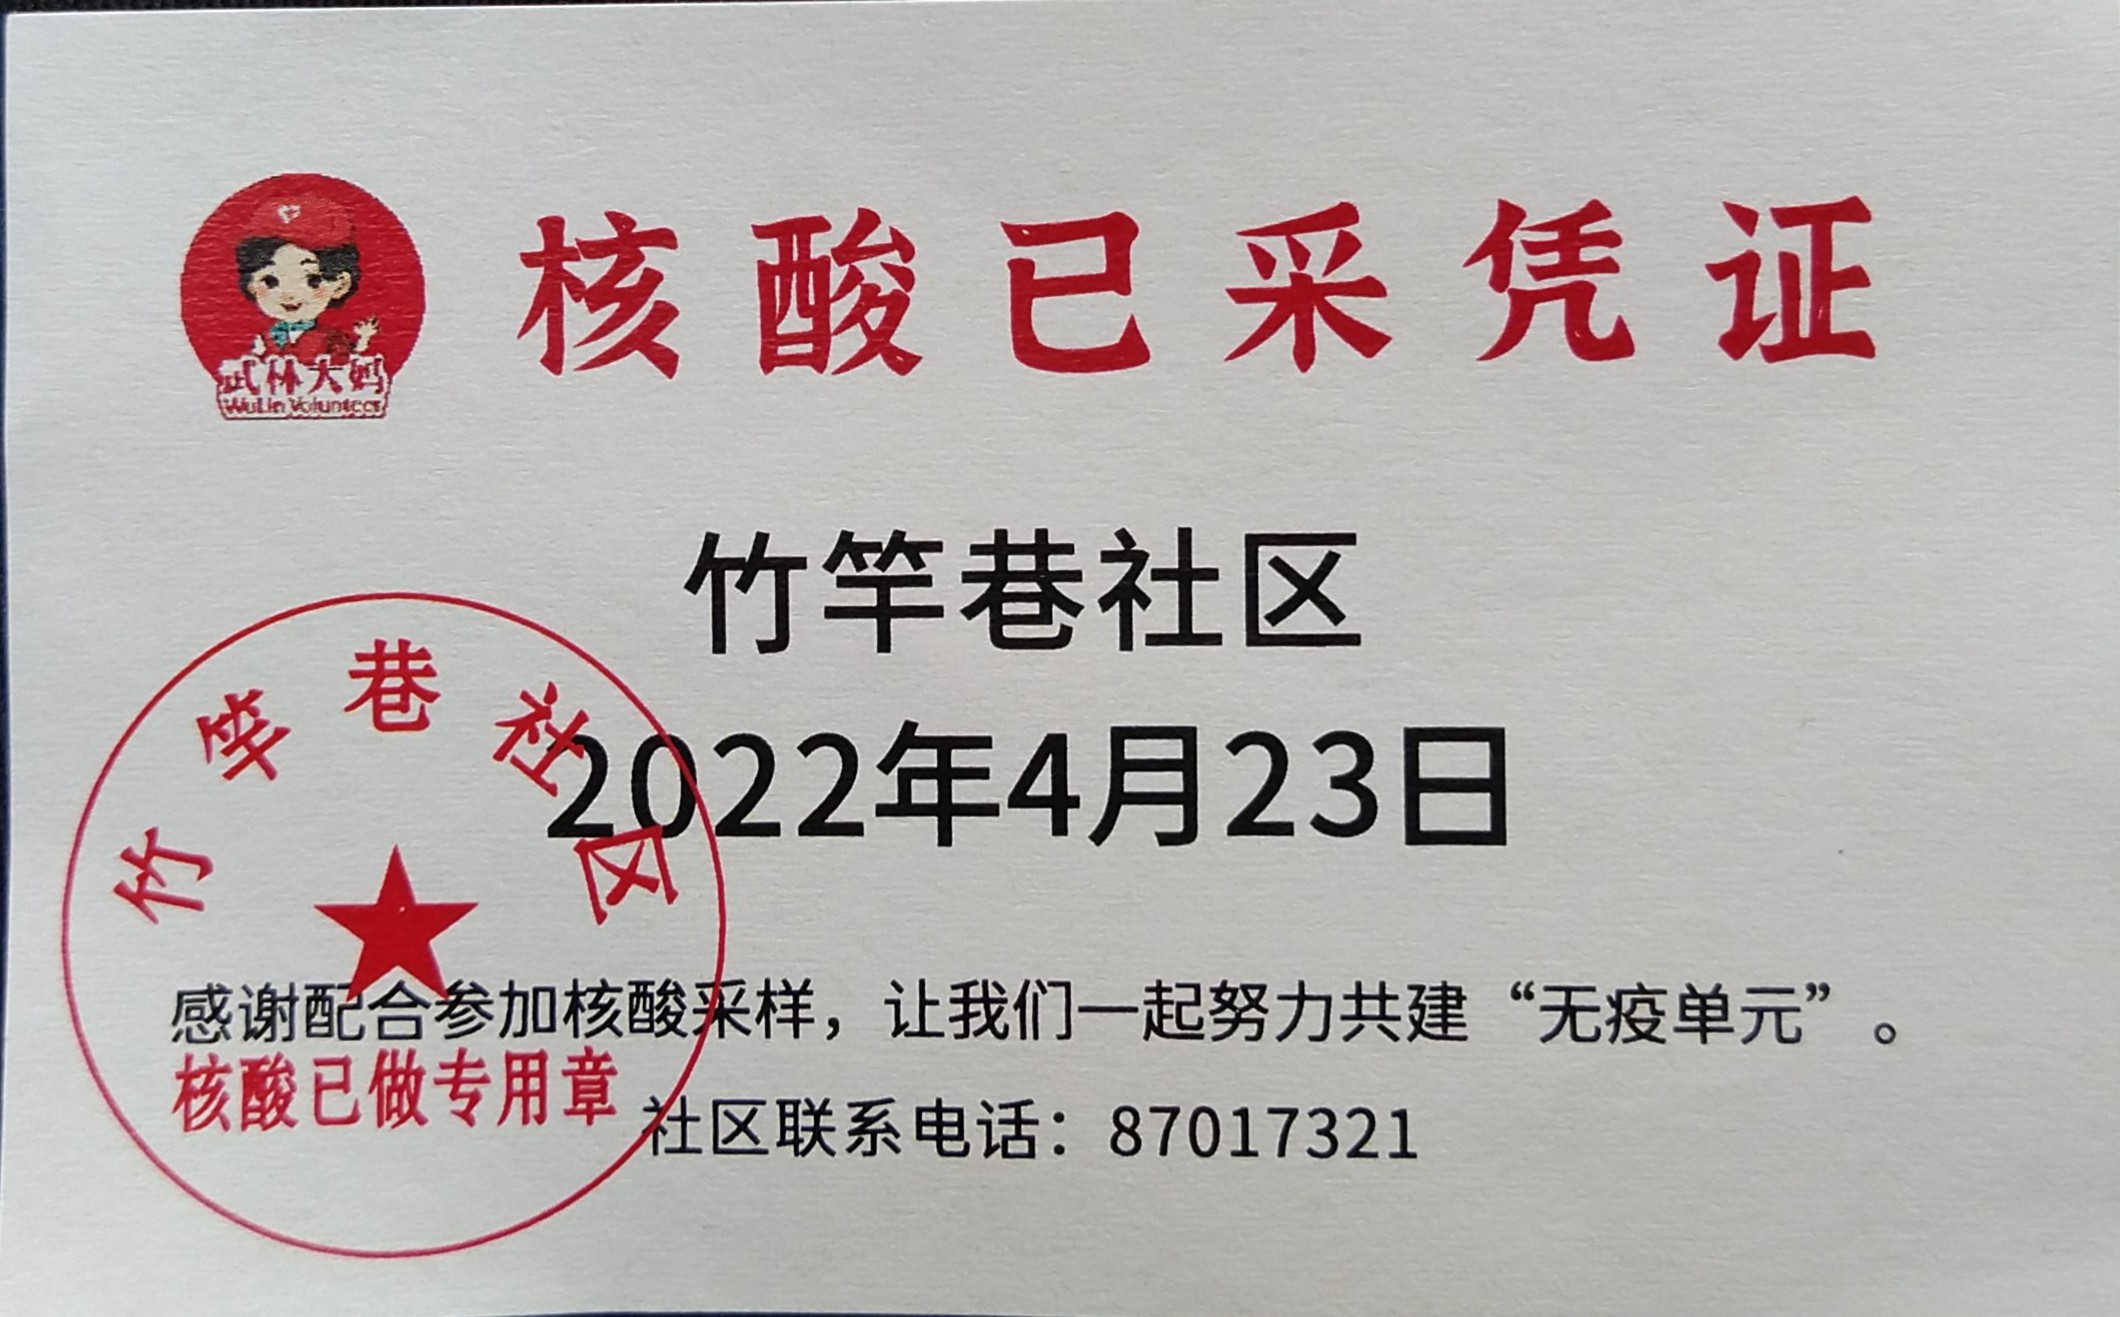 武林大妈
WuLin Volunteer
核酸已采凭证
竹竿巷社区
2022年4月23日
竹竿巷社区
感谢配合参加核酸采样，让我们一起努力共建“无疫单元”。
核酸已做专用章
社区联系电话：87017321